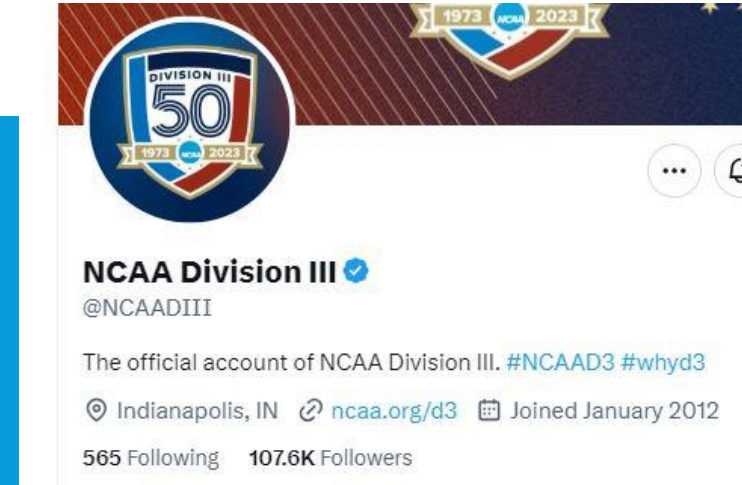 1973 NCAA 2023
DIVISION III
50
1973 NCAA 2023
NCAA Division III
@NCAADIII
The official account of NCAA Division III. #NCAAD3 #whyd3
Indianapolis, IN ncaa.org/d3 Joined January 2012
565 Following 107.6K Followers